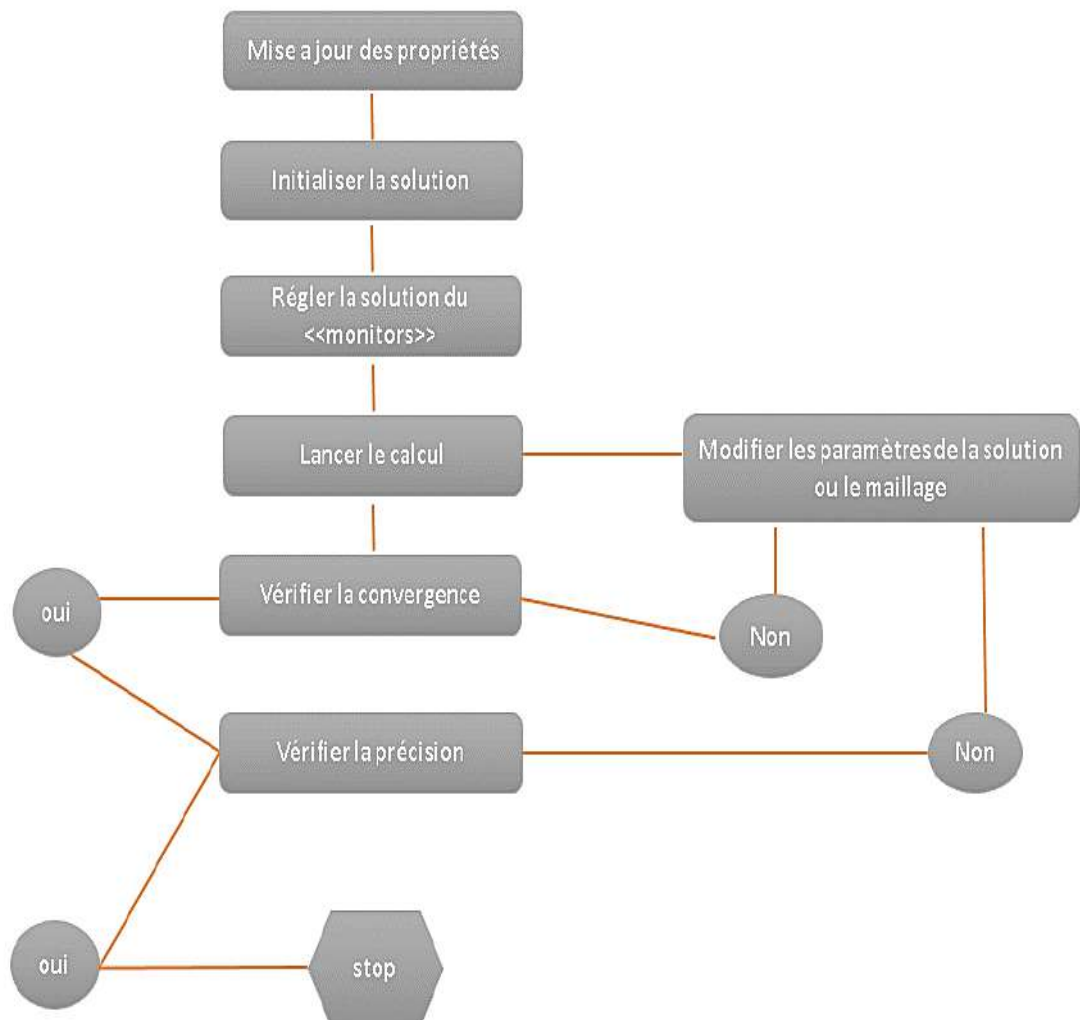 Mise a jour des propriétés
Initialiser la solution
Régler la solution du
<<monitors>>
Lancer le calcul
Modifier les paramètres de la solution
ou le maillage
Vérifier la convergence
oui
Non
Vérifier la précision
Non
oui
stop